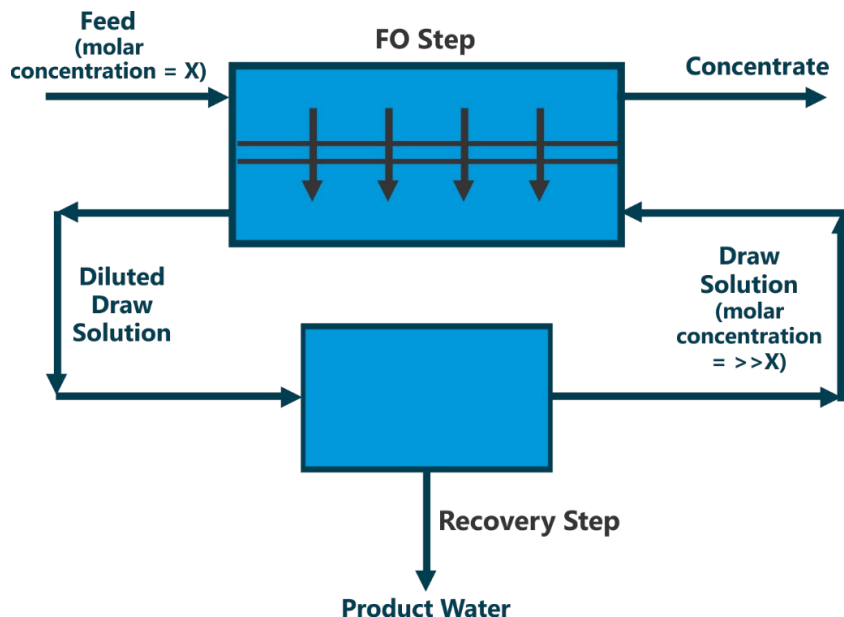 Feed
(molar
concentration = X)
FO Step
Concentrate
Diluted
Draw
Solution
Draw
Solution
(molar
concentration
= >>X)
Recovery Step
Product Water